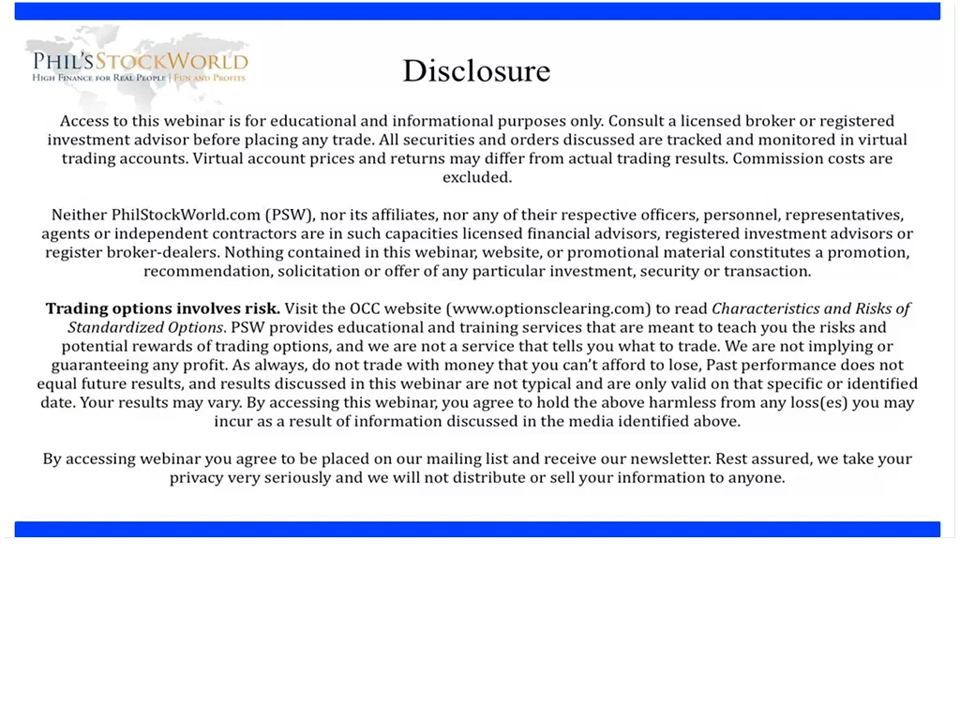 PHIL'SSTOCKWORLD
HIGH FINANCE FOR REAL PEOPLE | FUN AND PROFITS
Disclosure
Access to this webinar is for educational and informational purposes only. Consult a licensed broker or registered
investment advisor before placing any trade. All securities and orders discussed are tracked and monitored in virtual
trading accounts. Virtual account prices and returns may differ from actual trading results. Commission costs are
excluded.
Neither PhilStockWorld.com (PSW), nor its affiliates, nor any of their respective officers, personnel, representatives,
agents or independent contractors are in such capacities licensed financial advisors, registered investment advisors or
register broker-dealers. Nothing contained in this webinar, website, or promotional material constitutes a promotion,
recommendation, solicitation or offer of any particular investment, security or transaction.
Trading options involves risk. Visit the OCC website (www.optionsclearing.com) to read Characteristics and Risks of
Standardized Options. PSW provides educational and training services that are meant to teach you the risks and
potential rewards of trading options, and we are not a service that tells you what to trade. We are not implying or
guaranteeing any profit. As always, do not trade with money that you can't afford to lose, Past performance does not
equal future results, and results discussed in this webinar are not typical and are only valid on that specific or identified
date. Your results may vary. By accessing this webinar, you agree to hold the above harmless from any loss(es) you may
incur as a result of information discussed in the media identified above.
By accessing webinar you agree to be placed on our mailing list and receive our newsletter. Rest assured, we take your
privacy very seriously and we will not distribute or sell your information to anyone.